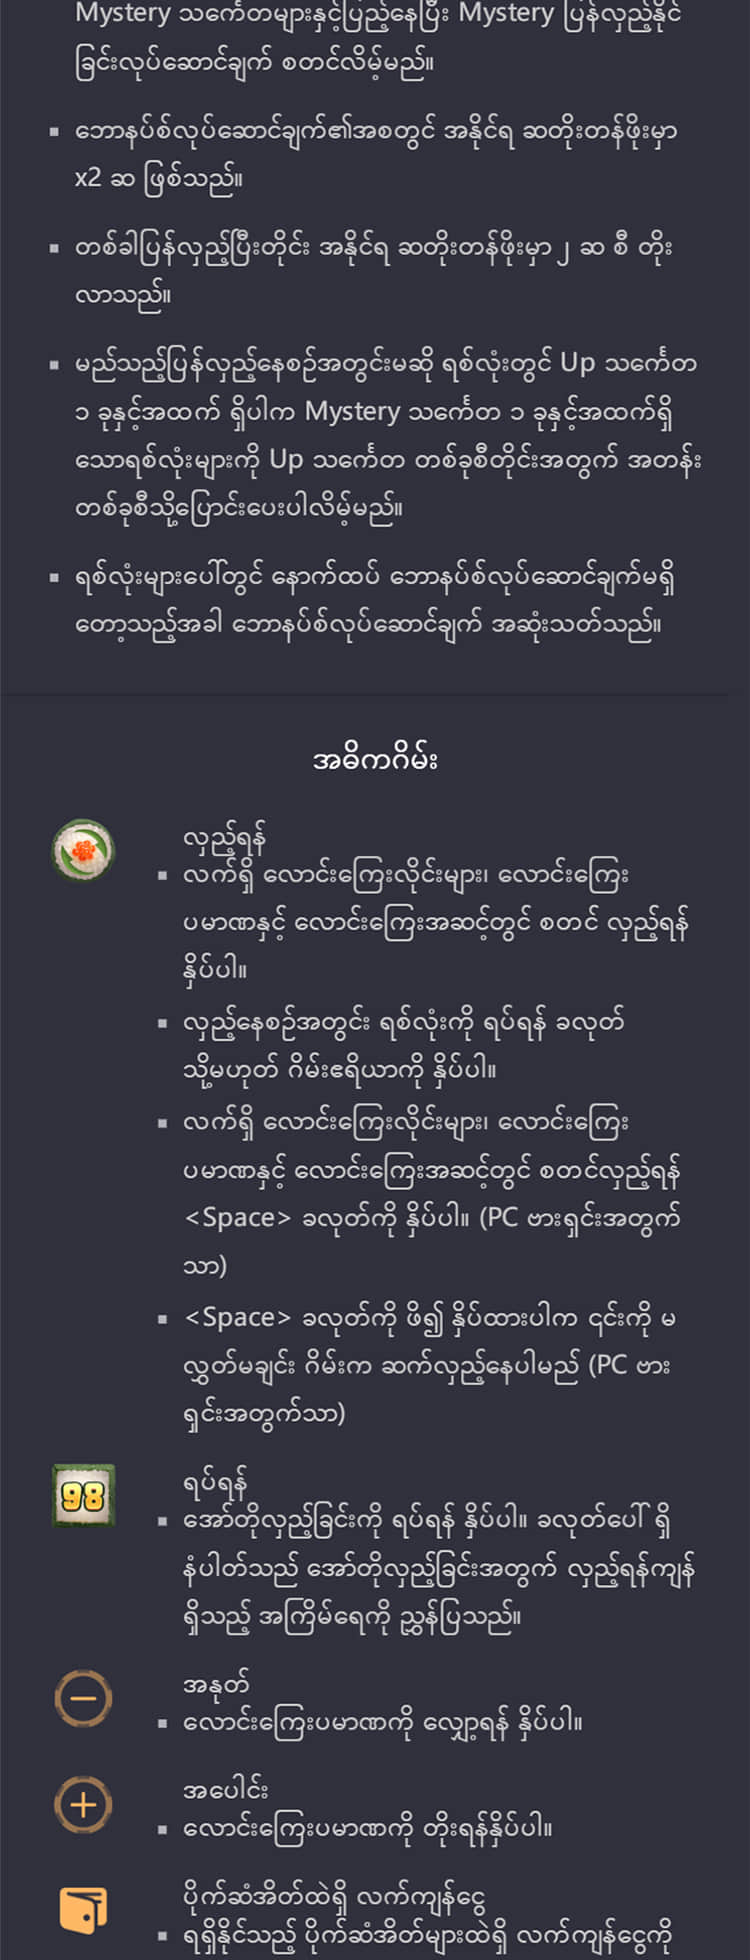 Mystery သင်္ကေတများနှင့်ပြည့်နေပြီး Mystery ပြန်လှည့်နိုင်
ခြင်းလုပ်ဆောင်ချက် စတင်လိမ့်မည်။
ဘောနပ်စ်လုပ်ဆောင်ချက်၏အစတွင် အနိုင်ရ ဆတိုးတန်ဖိုးမှာ
x2 ဆ ဖြစ်သည်။
တစ်ခါပြန်လှည့်ပြီးတိုင်း အနိုင်ရ ဆတိုးတန်ဖိုးမှာ ၂ ဆ စီ တိုး
လာသည်။
မည်သည့်ပြန်လှည့်နေစဉ်အတွင်းမဆို ရစ်လုံးတွင် Up သင်္ကေတ
၁ ခုနှင့်အထက် ရှိပါက Mystery သင်္ကေတ ၁ ခုနှင့်အထက်ရှိ
သောရစ်လုံးများကို Up သင်္ကေတ တစ်ခုစီတိုင်းအတွက် အတန်း
တစ်ခုစီသို့ပြောင်းပေးပါလိမ့်မည်။
ရစ်လုံးများပေါ်တွင် နောက်ထပ် ဘောနပ်စ်လုပ်ဆောင်ချက်မရှိ
တော့သည့်အခါ ဘောနပ်စ်လုပ်ဆောင်ချက် အဆုံးသတ်သည်။
အဓိကဂိမ်း
လှည့်ရန်
လက်ရှိ လောင်းကြေးလိုင်းများ၊ လောင်းကြေး
ပမာဏနှင့် လောင်းကြေးအဆင့်တွင် စတင် လှည့်ရန်
နှိပ်ပါ။
လှည့်နေစဉ်အတွင်း ရစ်လုံးကို ရပ်ရန် ခလုတ်
သို့မဟုတ် ဂိမ်းဧရိယာကို နှိပ်ပါ။
လက်ရှိ လောင်းကြေးလိုင်းများ၊ လောင်းကြေး
ပမာဏနှင့် လောင်းကြေးအဆင့်တွင် စတင်လှည့်ရန်
<Space> ခလုတ်ကို နှိပ်ပါ။ (PC ဗားရှင်းအတွက်
သာ)
<Space> ခလုတ်ကို ဖိ၍ နှိပ်ထားပါက ၎င်းကို မ
လွှတ်မချင်း ဂိမ်းက ဆက်လှည့်နေပါမည် (PC ဗား
ရှင်းအတွက်သာ)
98
ရပ်ရန်
အော်တိုလှည့်ခြင်းကို ရပ်ရန် နှိပ်ပါ။ ခလုတ်ပေါ် ရှိ
နံပါတ်သည် အော်တိုလှည့်ခြင်းအတွက် လှည့်ရန်ကျန်
ရှိသည့် အကြိမ်ရေကို ညွှန်ပြသည်။
အနုတ်
လောင်းကြေးပမာဏကို လျှော့ရန် နှိပ်ပါ။
အပေါင်း
လောင်းကြေးပမာဏကို တိုးရန်နှိပ်ပါ။
ပိုက်ဆံအိတ်ထဲရှိ လက်ကျန်ငွေ
ရရှိနိုင်သည့် ပိုက်ဆံအိတ်များထဲရှိ လက်ကျန်ငွေကို